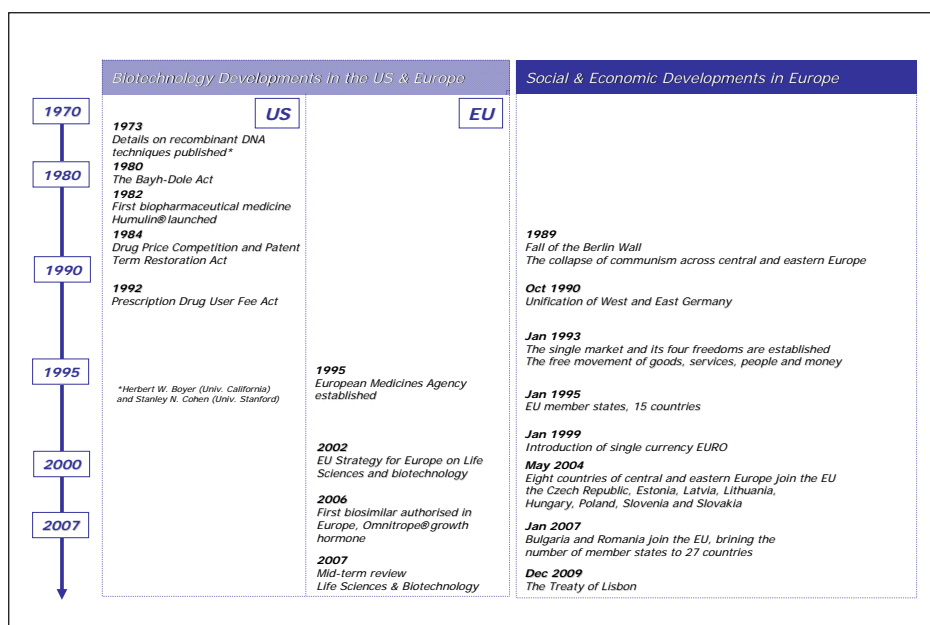 Biotechnology Developments in the US & Europe
Social & Economic Developments in Europe
1970
1980
1990
1995
2000
2007
US
1973
Details on recombinant DNA
techniques published*
1980
The Bayh-Dole Act
1982
First biopharmaceutical medicine
Humulin® launched
1984
Drug Price Competition and Patent
Term Restoration Act
1992
Prescription Drug User Fee Act
*Herbert W. Boyer (Univ. California)
and Stanley N. Cohen (Univ. Stanford)
EU
1995
European Medicines Agency
established
2002
EU Strategy for Europe on Life
Sciences and biotechnology
2006
First biosimilar authorised in
Europe, Omnitrope® growth
hormone
2007
Mid-term review
Life Sciences & Biotechnology
1989
Fall of the Berlin Wall
The collapse of communism across central and eastern Europe
Oct 1990
Unification of West and East Germany
Jan 1993
The single market and its four freedoms are established
The free movement of goods, services, people and money
Jan 1995
EU member states, 15 countries
Jan 1999
Introduction of single currency EURO
May 2004
Eight countries of central and eastern Europe join the EU
the Czech Republic, Estonia, Latvia, Lithuania,
Hungary, Poland, Slovenia and Slovakia
Jan 2007
Bulgaria and Romania join the EU, brining the
number of member states to 27 countries
Dec 2009
The Treaty of Lisbon